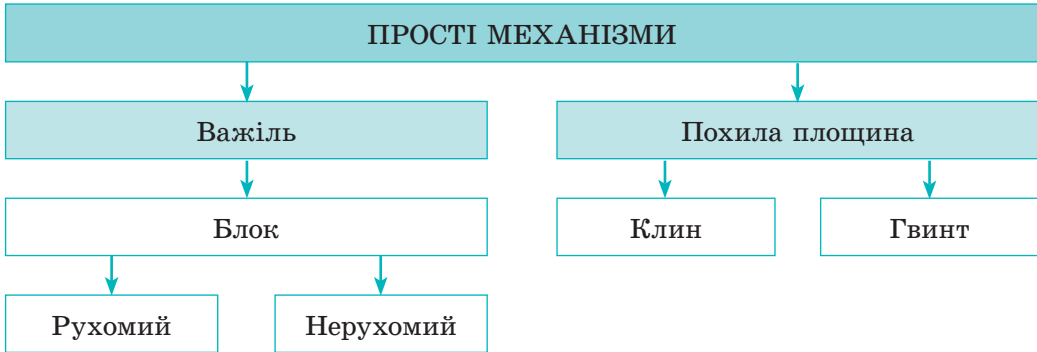 ПРОСТІ МЕХАНІЗМИ
Важіль
Похила площина
Блок
Клин
Гвинт
Рухомий
Нерухомий